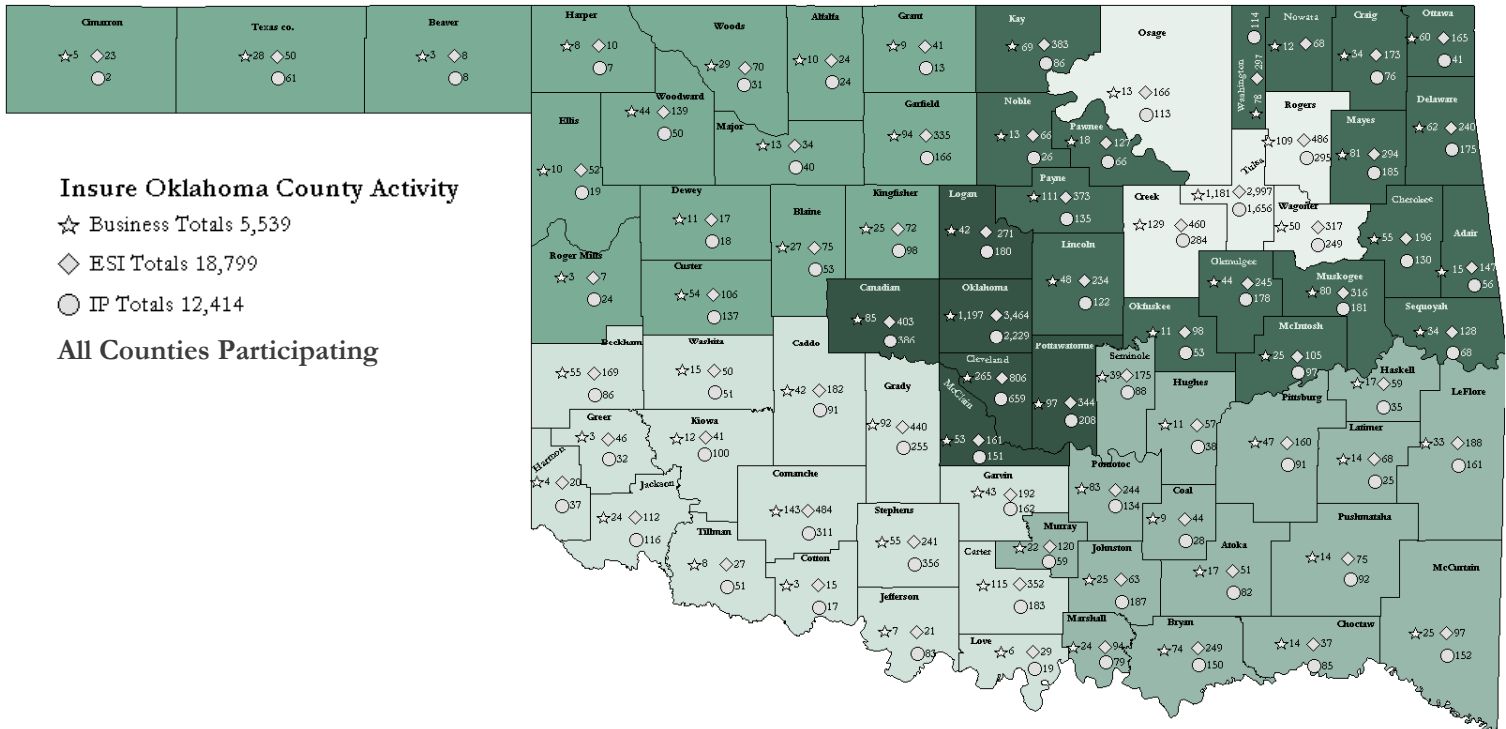 Cimarron
5 23
2
Texas co.
28 50
61
Beaver
3 8
8
Harper
8 10
7
Woods
29 70
31
Alfalfa
10 24
24
Grant
9 41
13
Kay
69 383
86
Osage
13 166
113
Washington
78 297 114
Nowata
12 68
Craig
34 173
76
Ottawa
60 165
41
Ellis
10 52
19
Woodward
44 139
50
Major
13 34
40
Garfield
94 335
166
Noble
13 66
26
Pawnee
18 127
66
Rogers
109 486
295
Mayes
81 294
185
Delaware
62 240
175
Insure Oklahoma County Activity
Business Totals 5,539
ESI Totals 18,799
IP Totals 12,414
All Counties Participating
Roger Mills
3 7
24
Dewey
11 17
18
Custer
54 106
137
Blaine
27 75
53
Kingfisher
25 72
98
Logan
42 271
180
Payne
111 373
135
Lincoln
48 234
122
Creek
129 460
284
Tulsa
1,181 2,997
1,656
Wagoner
50 317
249
Cherokee
55 196
130
Adair
15 147
56
Canadian
85 403
386
Oklahoma
1,197 3,464
2,229
Okfuskee
11 98
53
Okmulgee
44 245
178
Muskogee
80 316
181
McIntosh
25 105
97
Sequoyah
34 128
68
Beckham
55 169
86
Washita
15 50
51
Caddo
42 182
91
Grady
92 440
255
Cleveland
265 806
659
McClain
53 161
151
Pottawatomie
97 344
208
Seminole
39 175
88
Hughes
11 57
38
Pittsburg
47 160
91
Haskell
17 59
35
LeFlore
33 188
161
Latimer
14 68
25
Greer
3 46
32
Harmon
4 20
37
Kiowa
12 41
100
Jackson
24 112
116
Comanche
143 484
311
Tillman
8 27
51
Cotton
3 15
17
Stephens
55 241
356
Garvin
43 192
162
Murray
22 120
59
Pontotoc
83 244
134
Coal
9 44
28
Carter
115 352
183
Johnston
25 63
187
Atoka
17 51
82
Pushmataha
14 75
92
McCurtain
25 97
152
Jefferson
7 21
83
Love
6 29
19
Marshall
24 94
79
Bryan
74 249
150
Choctaw
14 37
85